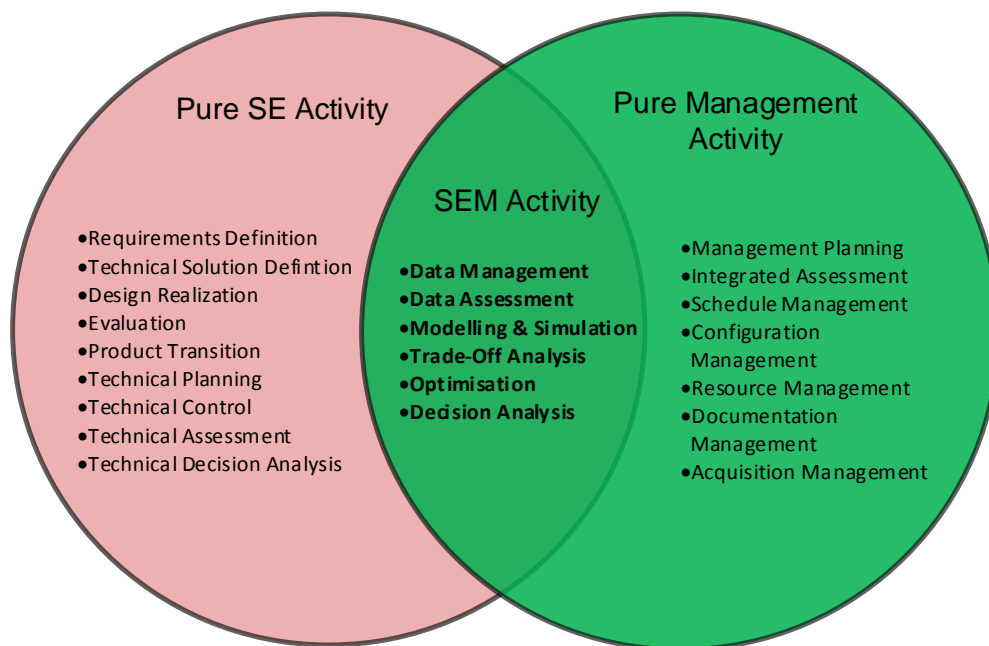 Pure SE Activity
•Requirements Definition
•Technical Solution Defintion
•Design Realization
•Evaluation
•Product Transition
•Technical Planning
•Technical Control
•Technical Assessment
•Technical Decision Analysis
SEM Activity
•Data Management
•Data Assessment
•Modelling & Simulation
•Trade-Off Analysis
•Optimisation
•Decision Analysis
Pure Management
Activity
•Management Planning
•Integrated Assessment
•Schedule Management
•Configuration
Management
•Resource Management
•Documentation
Management
•Acquisition Management